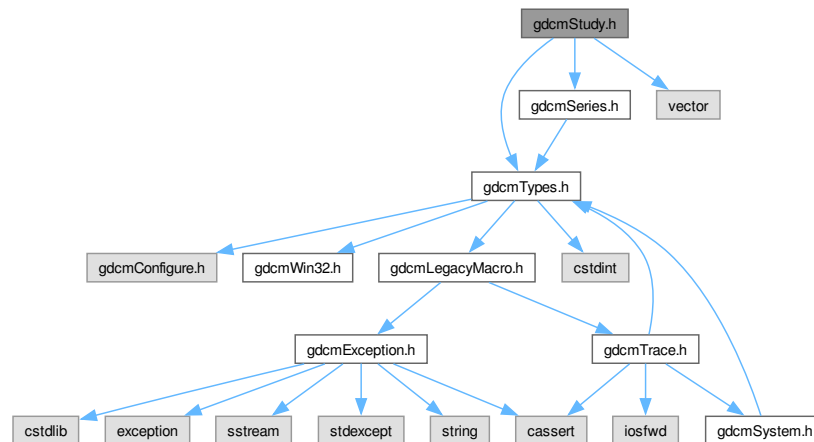 gdcmStudy.h
gdcmSeries.h
vector
gdcmTypes.h
gdcmConfigure.h
gdcmWin32.h
gdcmLegacyMacro.h
cstdint
gdcmException.h
gdcmTrace.h
cstdlib
exception
sstream
stdexcept
string
cassert
iosfwd
gdcmSystem.h